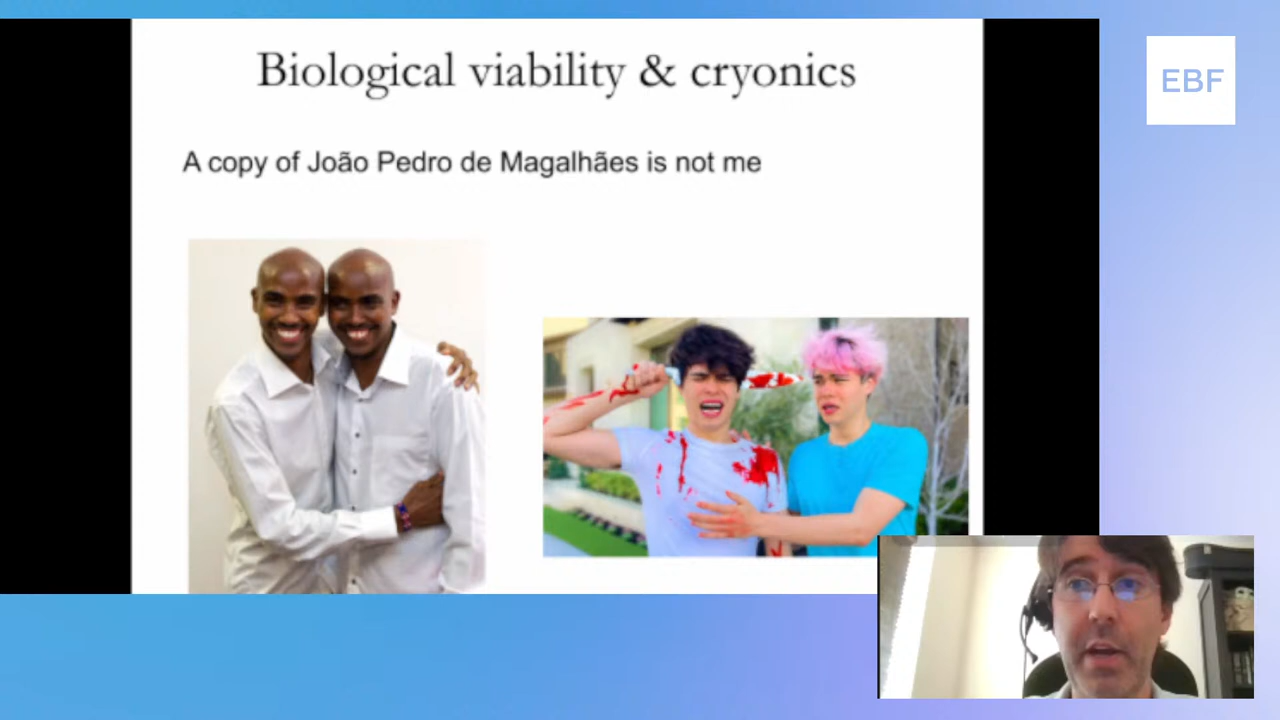 Biological viability & cryonics
EBF
A copy of João Pedro de Magalhães is not me